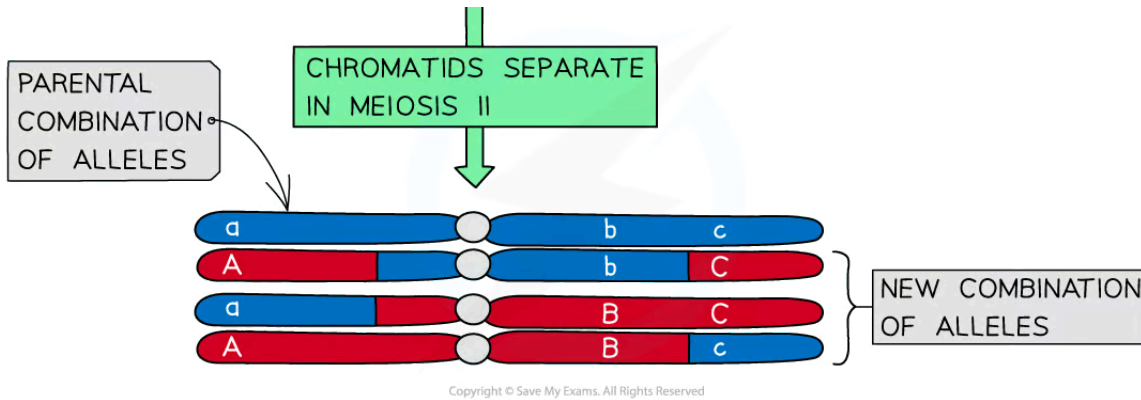 PARENTAL
COMBINATION
OF ALLELES
CHROMATIDS SEPARATE
IN MEIOSIS II
a b c
A b C
a B C
A B c
NEW COMBINATION
OF ALLELES
Copyright © Save My Exams. All Rights Reserved